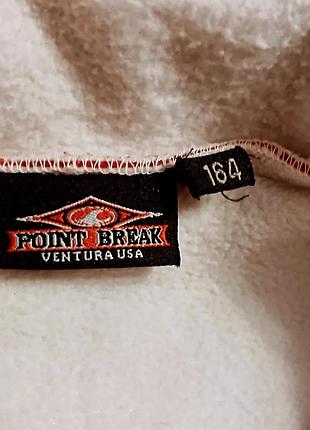 164
POINT BREAK
VENTURA USA